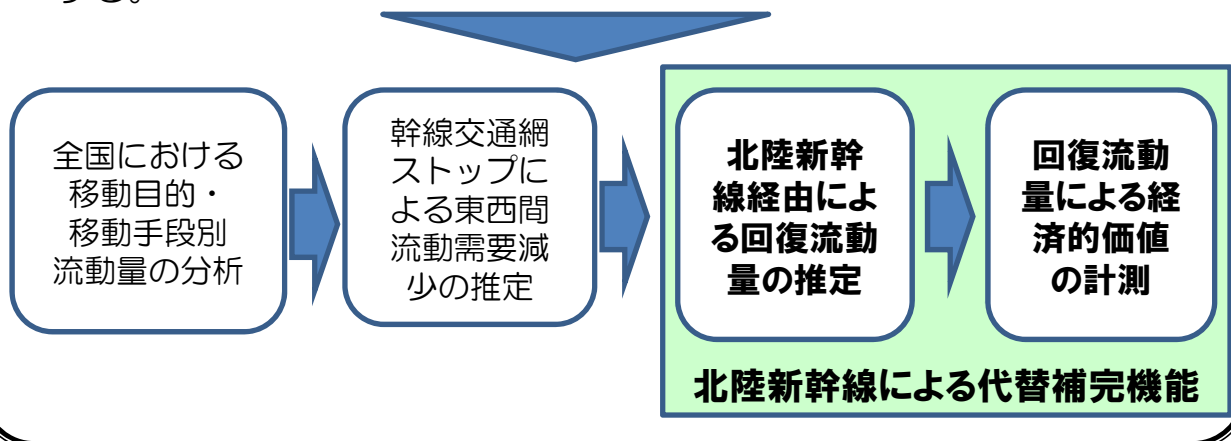 する。
全国における
移動目的・
移動手段別
流動量の分析
幹線交通網
ストップに
よる東西間
流動需要減
少の推定
北陸新幹
線経由によ
る回復流動
量の推定
回復流動
量による経
済的価値
の計測
北陸新幹線による代替補完機能